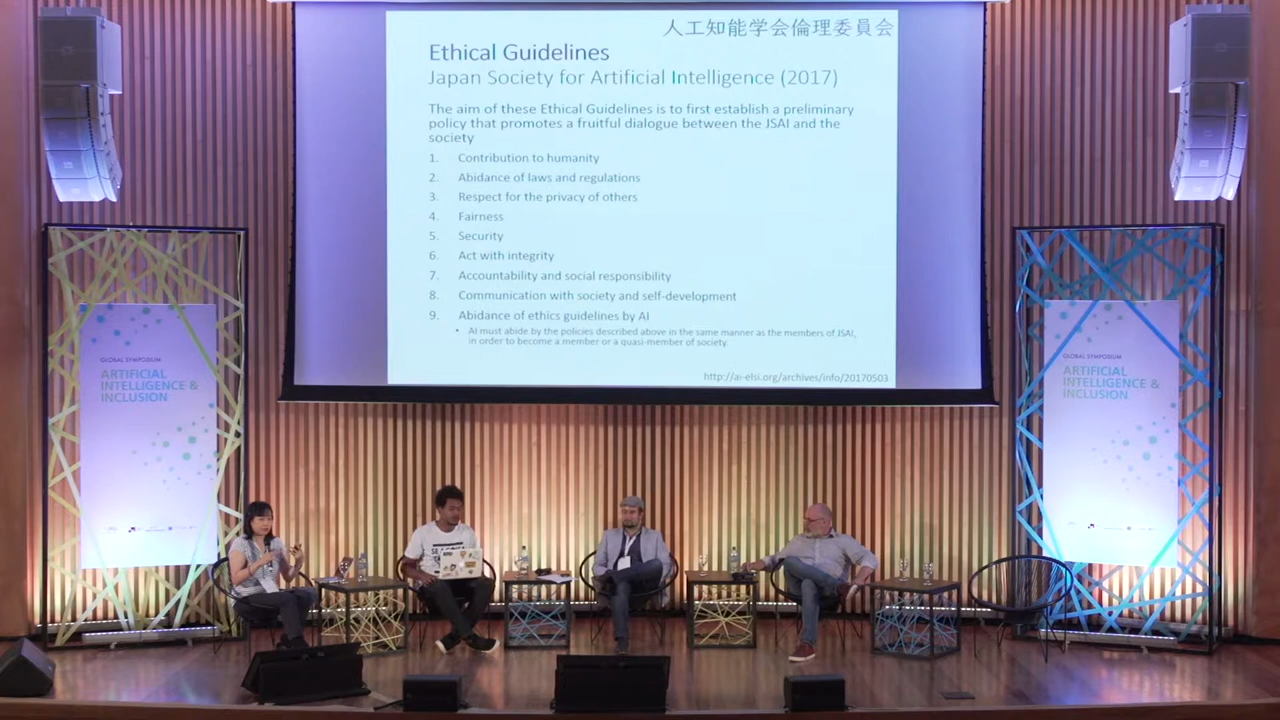 人工知能学会倫理委員会
Ethical Guidelines
Japan Society for Artificial Intelligence (2017)
The aim of these Ethical Guidelines is to first establish a preliminary
policy that promotes a fruitful dialogue between the JSAI and the
society
1. Contribution to humanity
2. Abidance of laws and regulations
3. Respect for the privacy of others
4. Fairness
5. Security
6. Act with integrity
7. Accountability and social responsibility
8. Communication with society and self-development
9. Abidance of ethics guidelines by AI
• AI must abide by the policies described above in the same manner as the members of JSAI,
in order to become a member or a quasi-member of society.
http://ai-elsi.org/archives/info/20170503
GLOBAL SYMPOSIUM
ARTIFICIAL
INTELLIGENCE &
INCLUSION
GLOBAL SYMPOSIUM
ARTIFICIAL
INTELLIGENCE &
INCLUSION